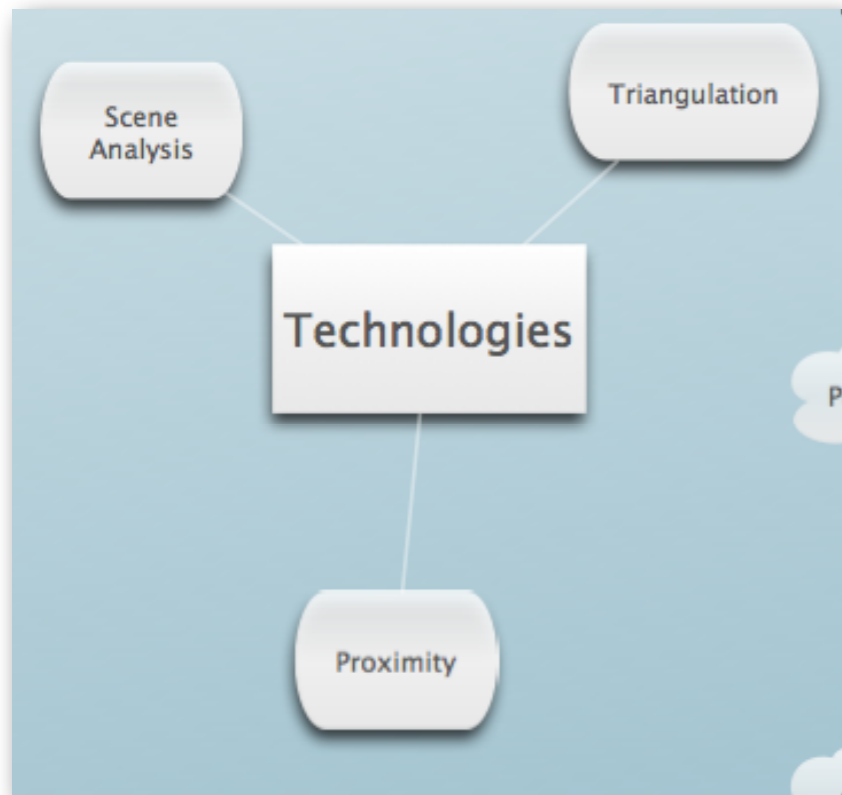 Scene
Analysis
Triangulation
Technologies
P
Proximity